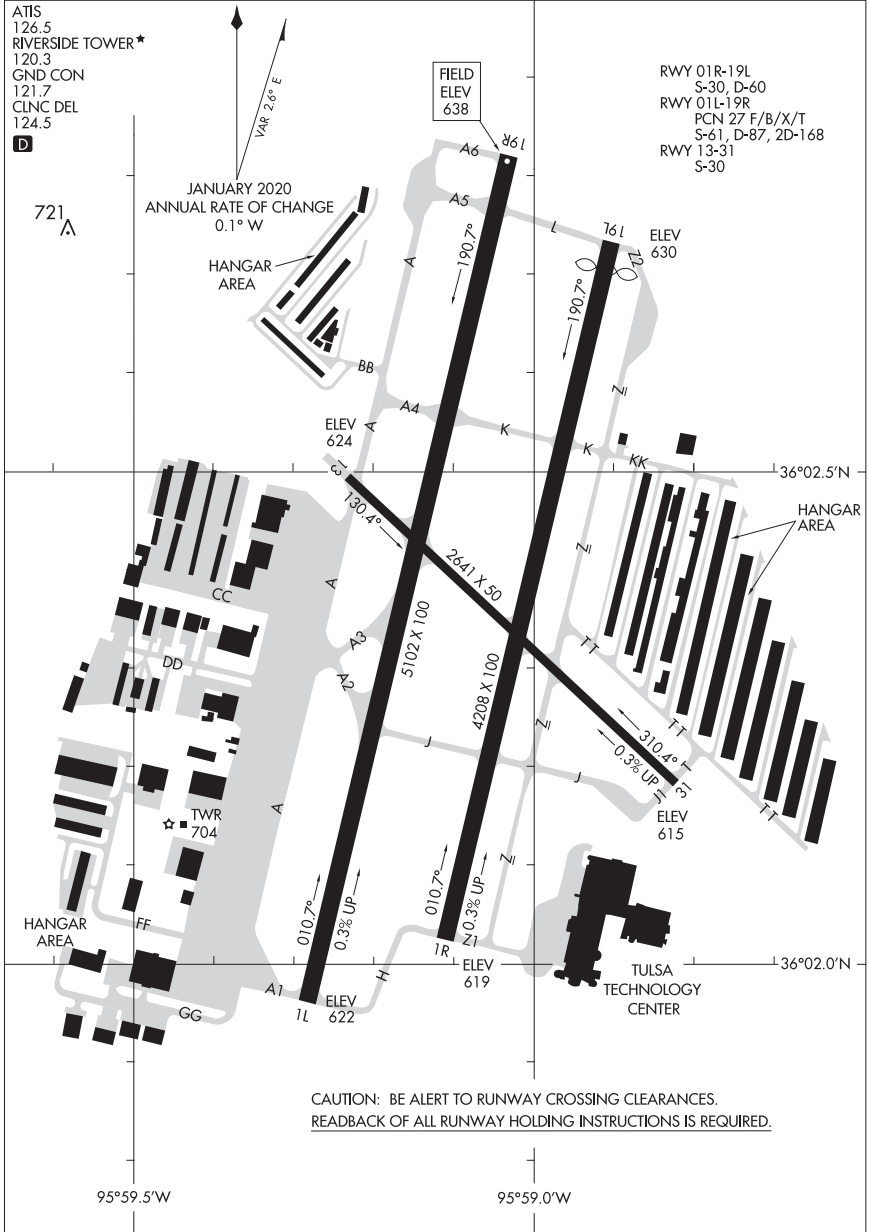 ATIS
126.5
RIVERSIDE TOWER*
120.3
GND CON
121.7
CLNC DEL
124.5
D
VAR 2.6° E
JANUARY 2020
ANNUAL RATE OF CHANGE
0.1° W
FIELD
ELEV
638
RWY 01R-19L
S-30, D-60
RWY 01L-19R
PCN 27 F/B/X/T
S-61, D-87, 2D-168
RWY 13-31
S-30
721
HANGAR
AREA
A6
19R
A5
L
19L
Z2
ELEV
630
A
190.7°
190.7°
BB
A4
A
K
K
KK
Z
ELEV
624
13
130.4°
36°02.5'N
HANGAR
AREA
2641 X 50
Z
A
CC
A3
5102 X 100
DD
A2
4208 X 100
TT
TT
TT
J
J
Z
310.4°
0.3% UP
T
31
J1
ELEV
615
A
TWR
704
Z
010.7°
0.3% UP
010.7°
0.3% UP
HANGAR
AREA
FF
1R
Z1
ELEV
619
H
A1
1L
ELEV
622
GG
36°02.0'N
TULSA
TECHNOLOGY
CENTER
CAUTION: BE ALERT TO RUNWAY CROSSING CLEARANCES.
READBACK OF ALL RUNWAY HOLDING INSTRUCTIONS IS REQUIRED.
95°59.5'W
95°59.0'W